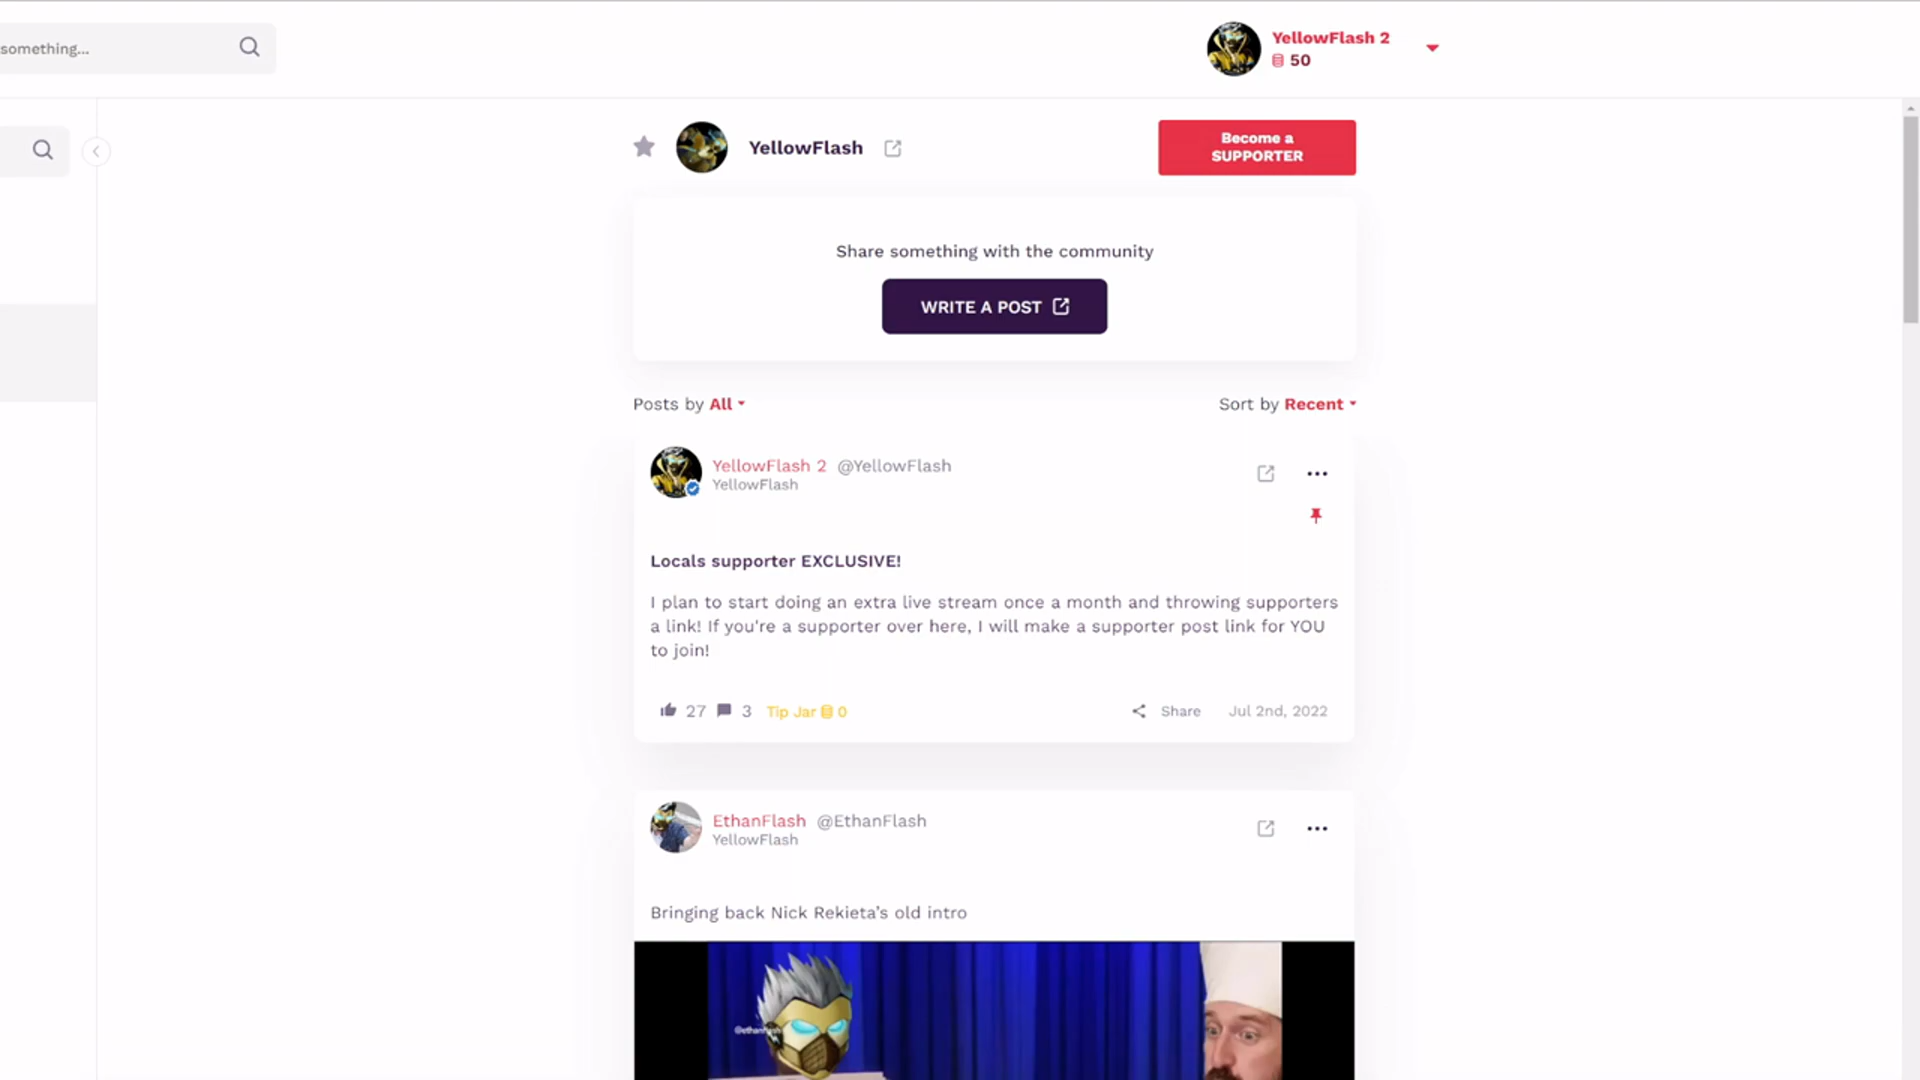 something...
YellowFlash 2
50
YellowFlash
Become a
SUPPORTER
Share something with the community
WRITE A POST
Posts by All
Sort by Recent
YellowFlash 2 @YellowFlash
YellowFlash
Locals supporter EXCLUSIVE!
I plan to start doing an extra live stream once a month and throwing supporters
a link! If you're a supporter over here, I will make a supporter post link for YOU
to join!
27 3 Tip Jar 0
Share Jul 2nd, 2022
EthanFlash @EthanFlash
YellowFlash
Bringing back Nick Rekieta's old intro
@ethanflash